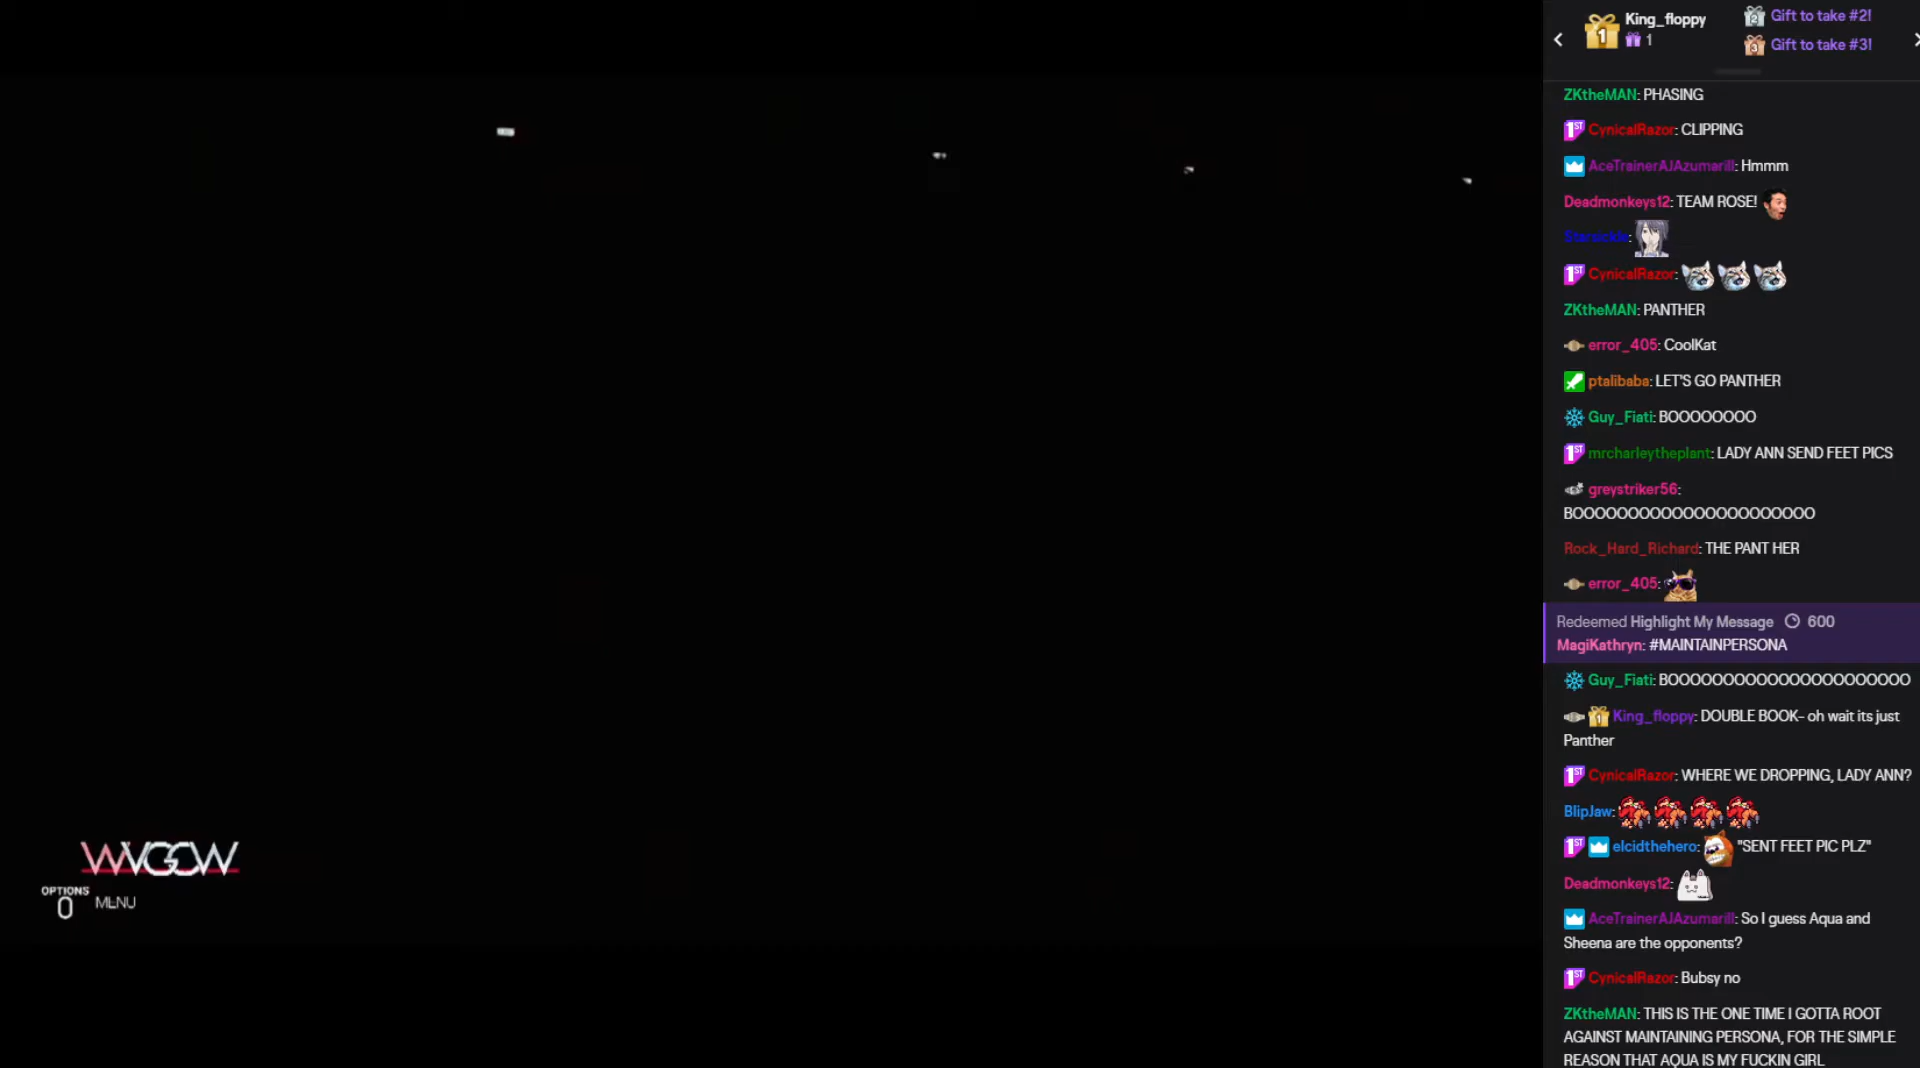 WVGCW
OPTIONS
MENU
King_floppy
1
1
Gift to take #2!
Gift to take #3!
ZKtheMAN: PHASING
CynicalRazor: CLIPPING
AceTrainerAJAzumarill: Hmmm
Deadmonkeys12: TEAM ROSE!
Starsickle:
CynicalRazor:
ZKtheMAN: PANTHER
error_405: CoolKat
ptalibaba: LET'S GO PANTHER
Guy_Fiati: BOOOOOOOO
mrcharleytheplant: LADY ANN SEND FEET PICS
greystriker56:
BOOOOOOOOOOOOOOOOOOOOOO
Rock_Hard_Richard: THE PANT HER
error_405:
Redeemed Highlight My Message 600
MagiKathryn: #MAINTAINPERSONA
Guy_Fiati: BOOOOOOOOOOOOOOOOOOOOOO
King_floppy: DOUBLE BOOK- oh wait its just
Panther
CynicalRazor: WHERE WE DROPPING, LADY ANN?
BlipJaw:
elcidthehero: "SENT FEET PIC PLZ"
Deadmonkeys12:
AceTrainerAJAzumarill: So I guess Aqua and
Sheena are the opponents?
CynicalRazor: Bubsy no
ZKtheMAN: THIS IS THE ONE TIME I GOTTA ROOT
AGAINST MAINTAINING PERSONA, FOR THE SIMPLE
REASON THAT AQUA IS MY FUCKIN GIRL